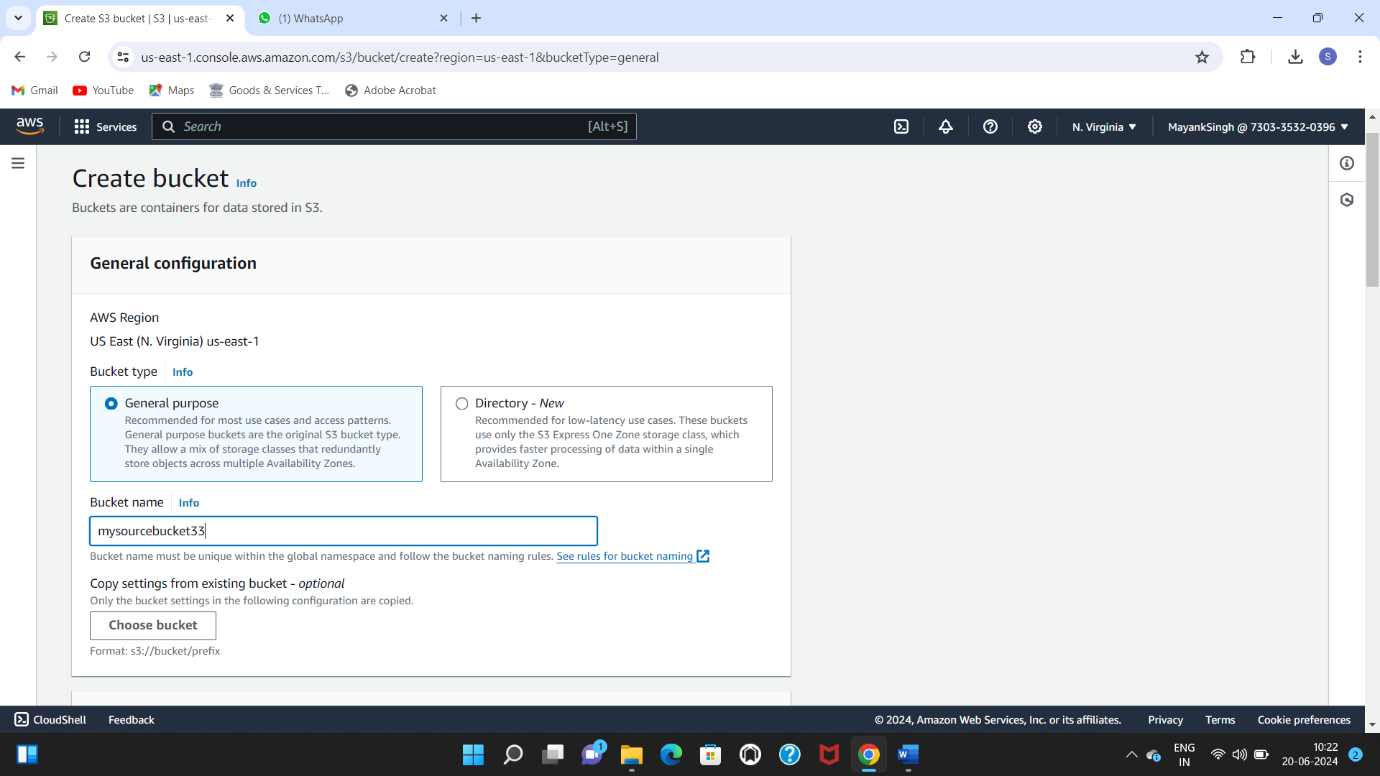 Create S3 bucket | S3 | us-east-
(1) WhatsApp
us-east-1.console.aws.amazon.com/s3/bucket/create?region=us-east-1&bucketType=general
S
Gmail
YouTube
Maps
Goods & Services T...
Adobe Acrobat
aws
Services
Search
[Alt+S]
N. Virginia
MayankSingh @ 7303-3532-0396
Create bucket Info
Buckets are containers for data stored in S3.
General configuration
AWS Region
US East (N. Virginia) us-east-1
Bucket type Info
General purpose
Recommended for most use cases and access patterns.
General purpose buckets are the original S3 bucket type.
They allow a mix of storage classes that redundantly
store objects across multiple Availability Zones.
Directory - New
Recommended for low-latency use cases. These buckets
use only the S3 Express One Zone storage class, which
provides faster processing of data within a single
Availability Zone.
Bucket name Info
mysourcebucket33
Bucket name must be unique within the global namespace and follow the bucket naming rules. See rules for bucket naming
Copy settings from existing bucket - optional
Only the bucket settings in the following configuration are copied.
Choose bucket
Format: s3://bucket/prefix
CloudShell
Feedback
© 2024, Amazon Web Services, Inc. or its affiliates.
Privacy
Terms
Cookie preferences
1
W
ENG
IN
10:22
20-06-2024
2